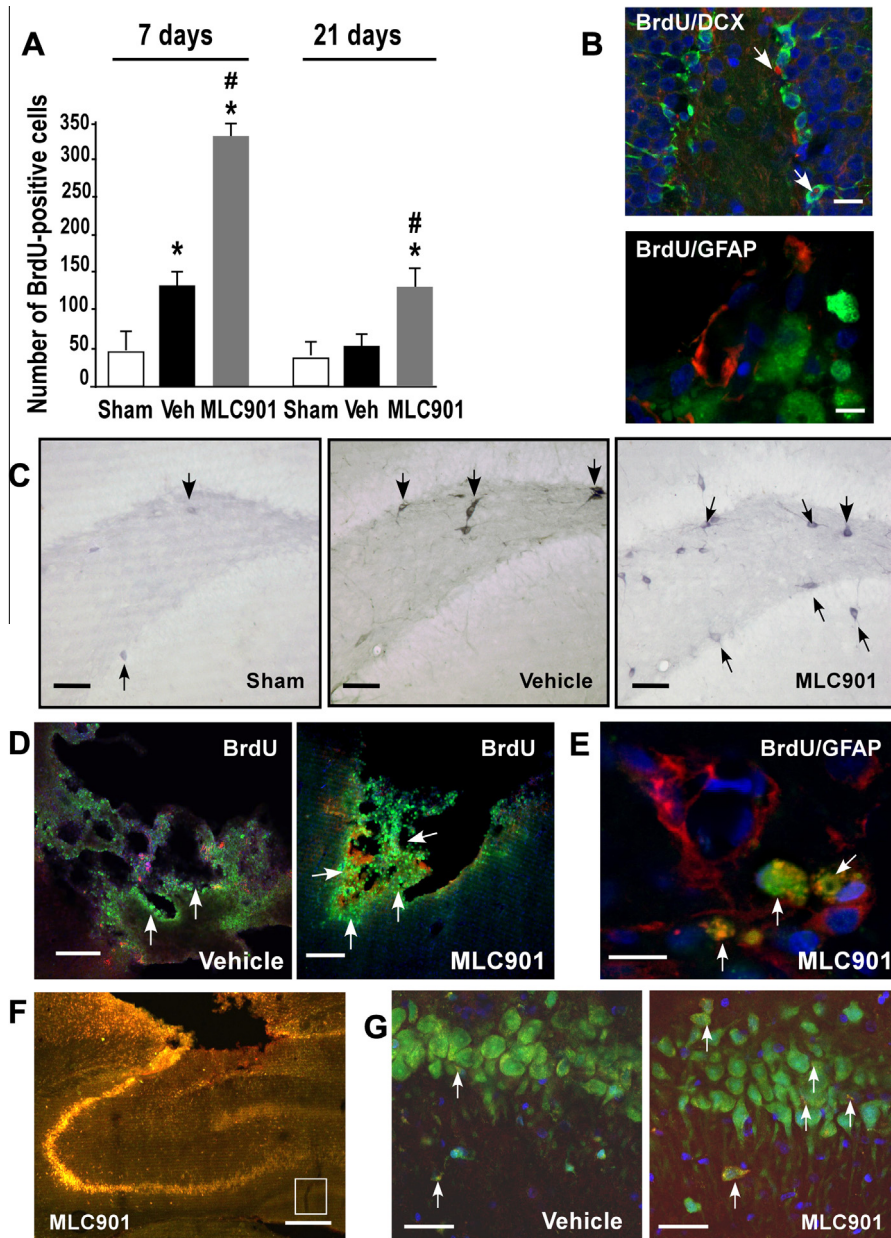 A
7 days
21 days
Number of BrdU-positive cells
350
300
250
200
150
100
50
0
#
*
*
#
*
Sham Veh MLC901
Sham Veh MLC901
B
BrdU/DCX
BrdU/GFAP
C
Sham
Vehicle
MLC901
D
BrdU
Vehicle
BrdU
MLC901
E
BrdU/GFAP
MLC901
F
MLC901
G
Vehicle
MLC901